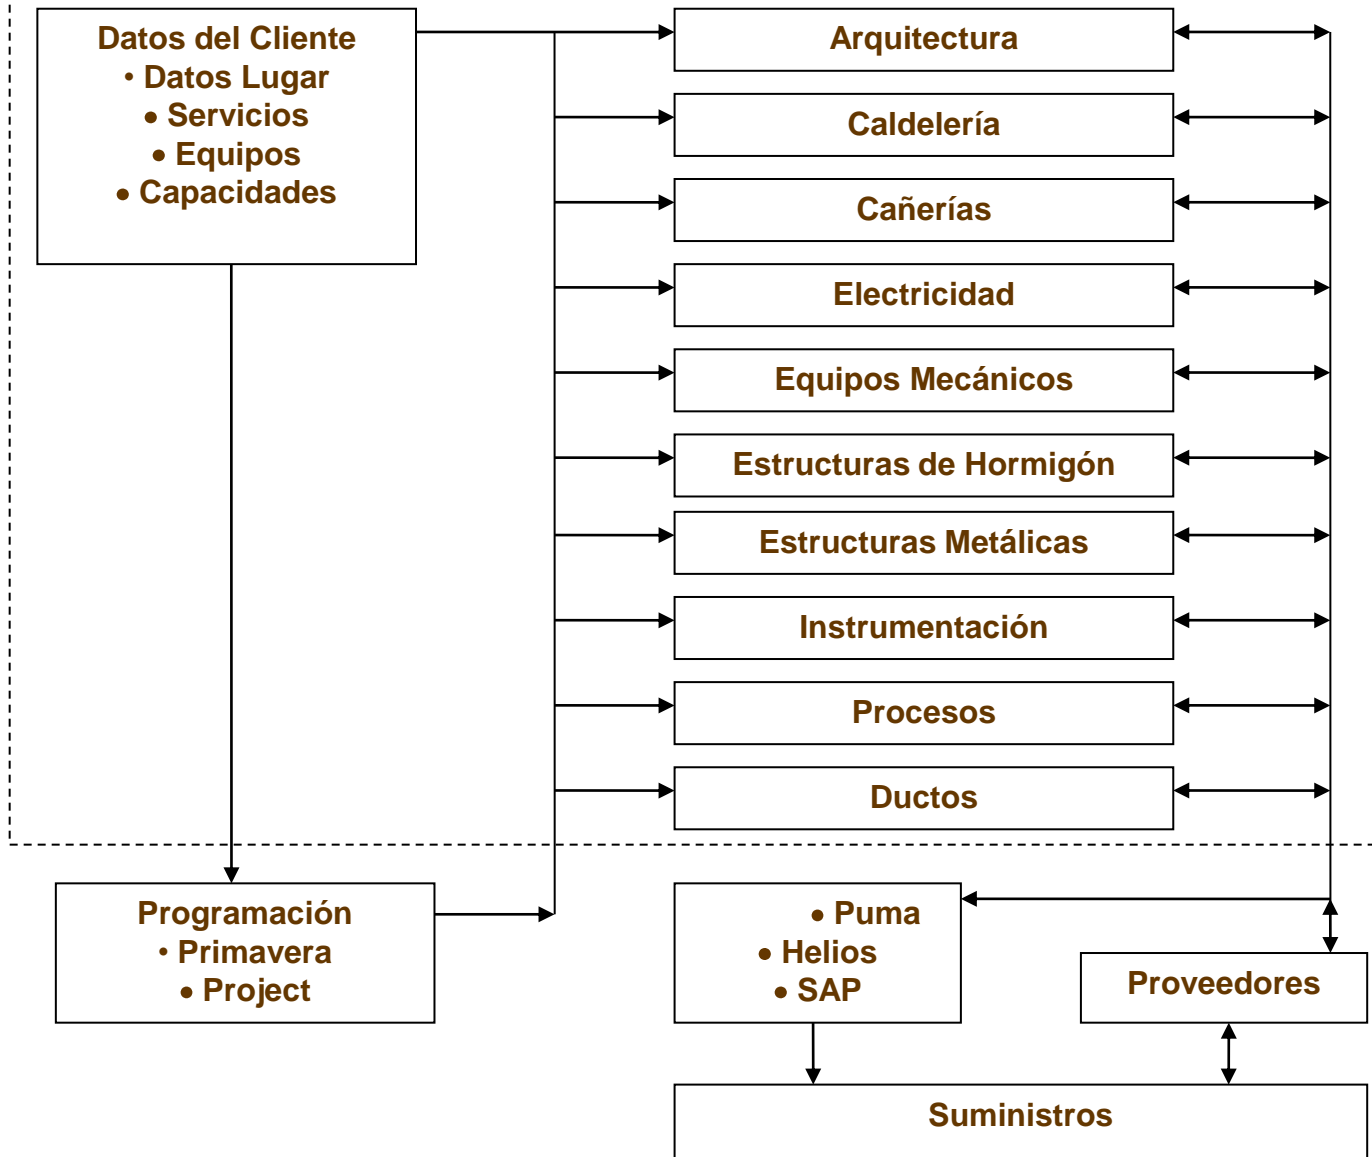 Datos del Cliente
• Datos Lugar
• Servicios
• Equipos
• Capacidades
Arquitectura
Caldelería
Cañerías
Electricidad
Equipos Mecánicos
Estructuras de Hormigón
Estructuras Metálicas
Instrumentación
Procesos
Ductos
Programación
• Primavera
• Project
• Puma
• Helios
• SAP
Proveedores
Suministros